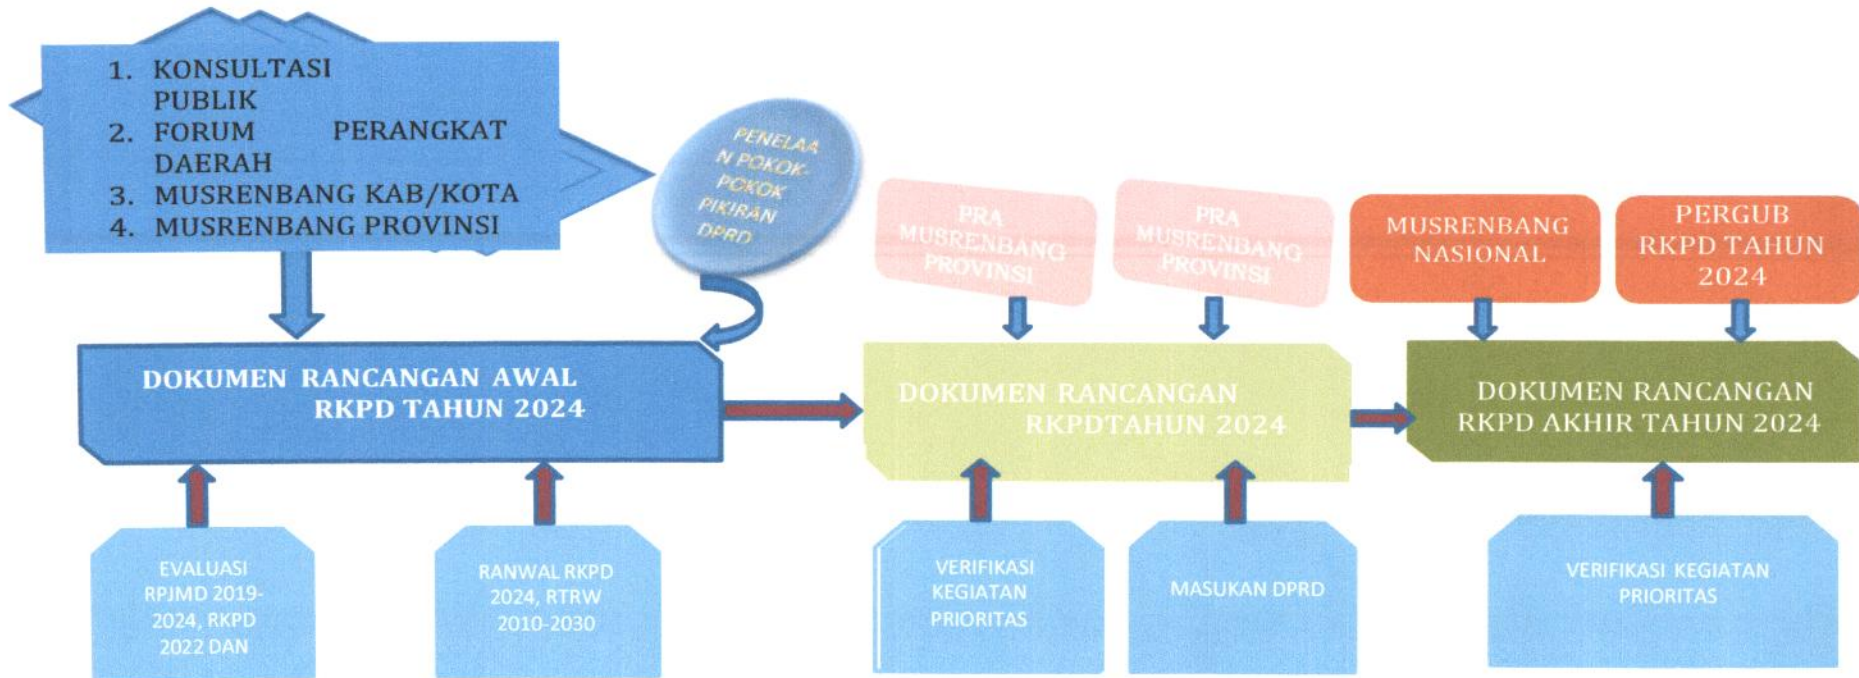 1. KONSULTASI
PUBLIK
2. FORUM PERANGKAT
DAERAH
3. MUSRENBANG KAB/KOTA
4. MUSRENBANG PROVINSI
PENELAA
N POKOK-
POKOK
PIKIRAN
DPRD
PRA
MUSRENBANG
PROVINSI
PRA
MUSRENBANG
PROVINSI
MUSRENBANG
NASIONAL
PERGUB
RKPD TAHUN
2024
DOKUMEN RANCANGAN AWAL
RKPD TAHUN 2024
DOKUMEN RANCANGAN
RKPDTAHUN 2024
DOKUMEN RANCANGAN
RKPD AKHIR TAHUN 2024
EVALUASI
RPJMD 2019-
2024, RKPD
2022 DAN
RANWAL RKPD
2024, RTRW
2010-2030
VERIFIKASI
KEGIATAN
PRIORITAS
MASUKAN DPRD
VERIFIKASI KEGIATAN
PRIORITAS